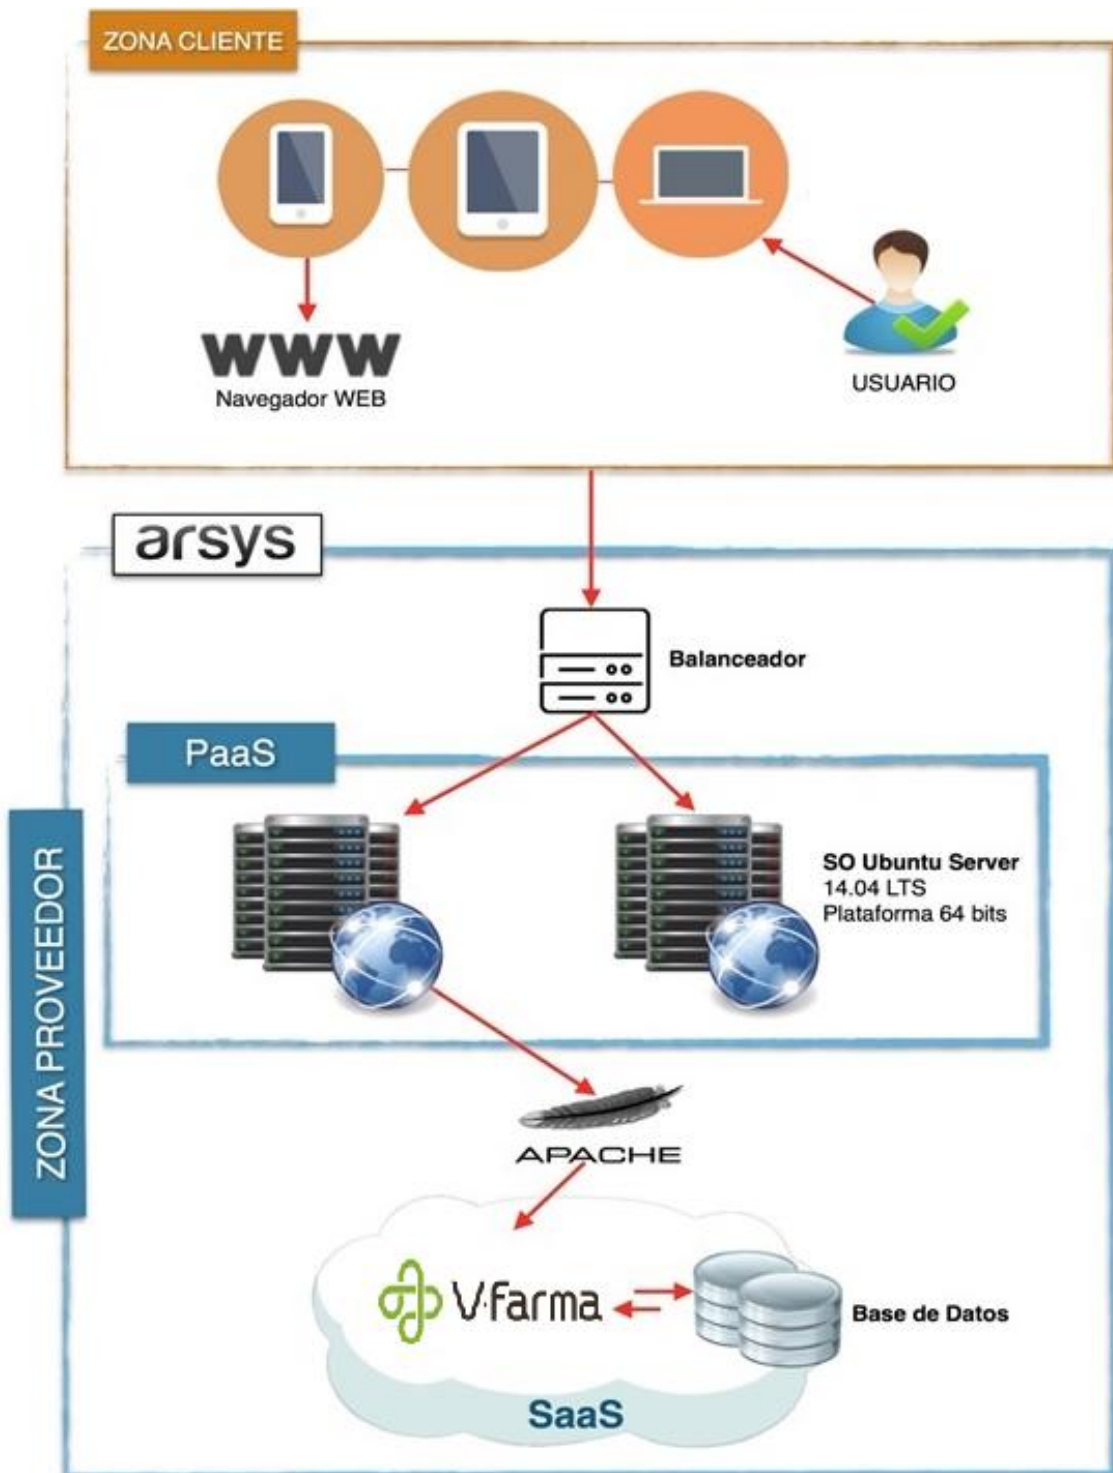 ZONA CLIENTE
WWW
Navegador WEB
USUARIO
arsys
Balanceador
PaaS
ZONA PROVEEDOR
SO Ubuntu Server
14.04 LTS
Plataforma 64 bits
APACHE
V·Farma
Base de Datos
SaaS